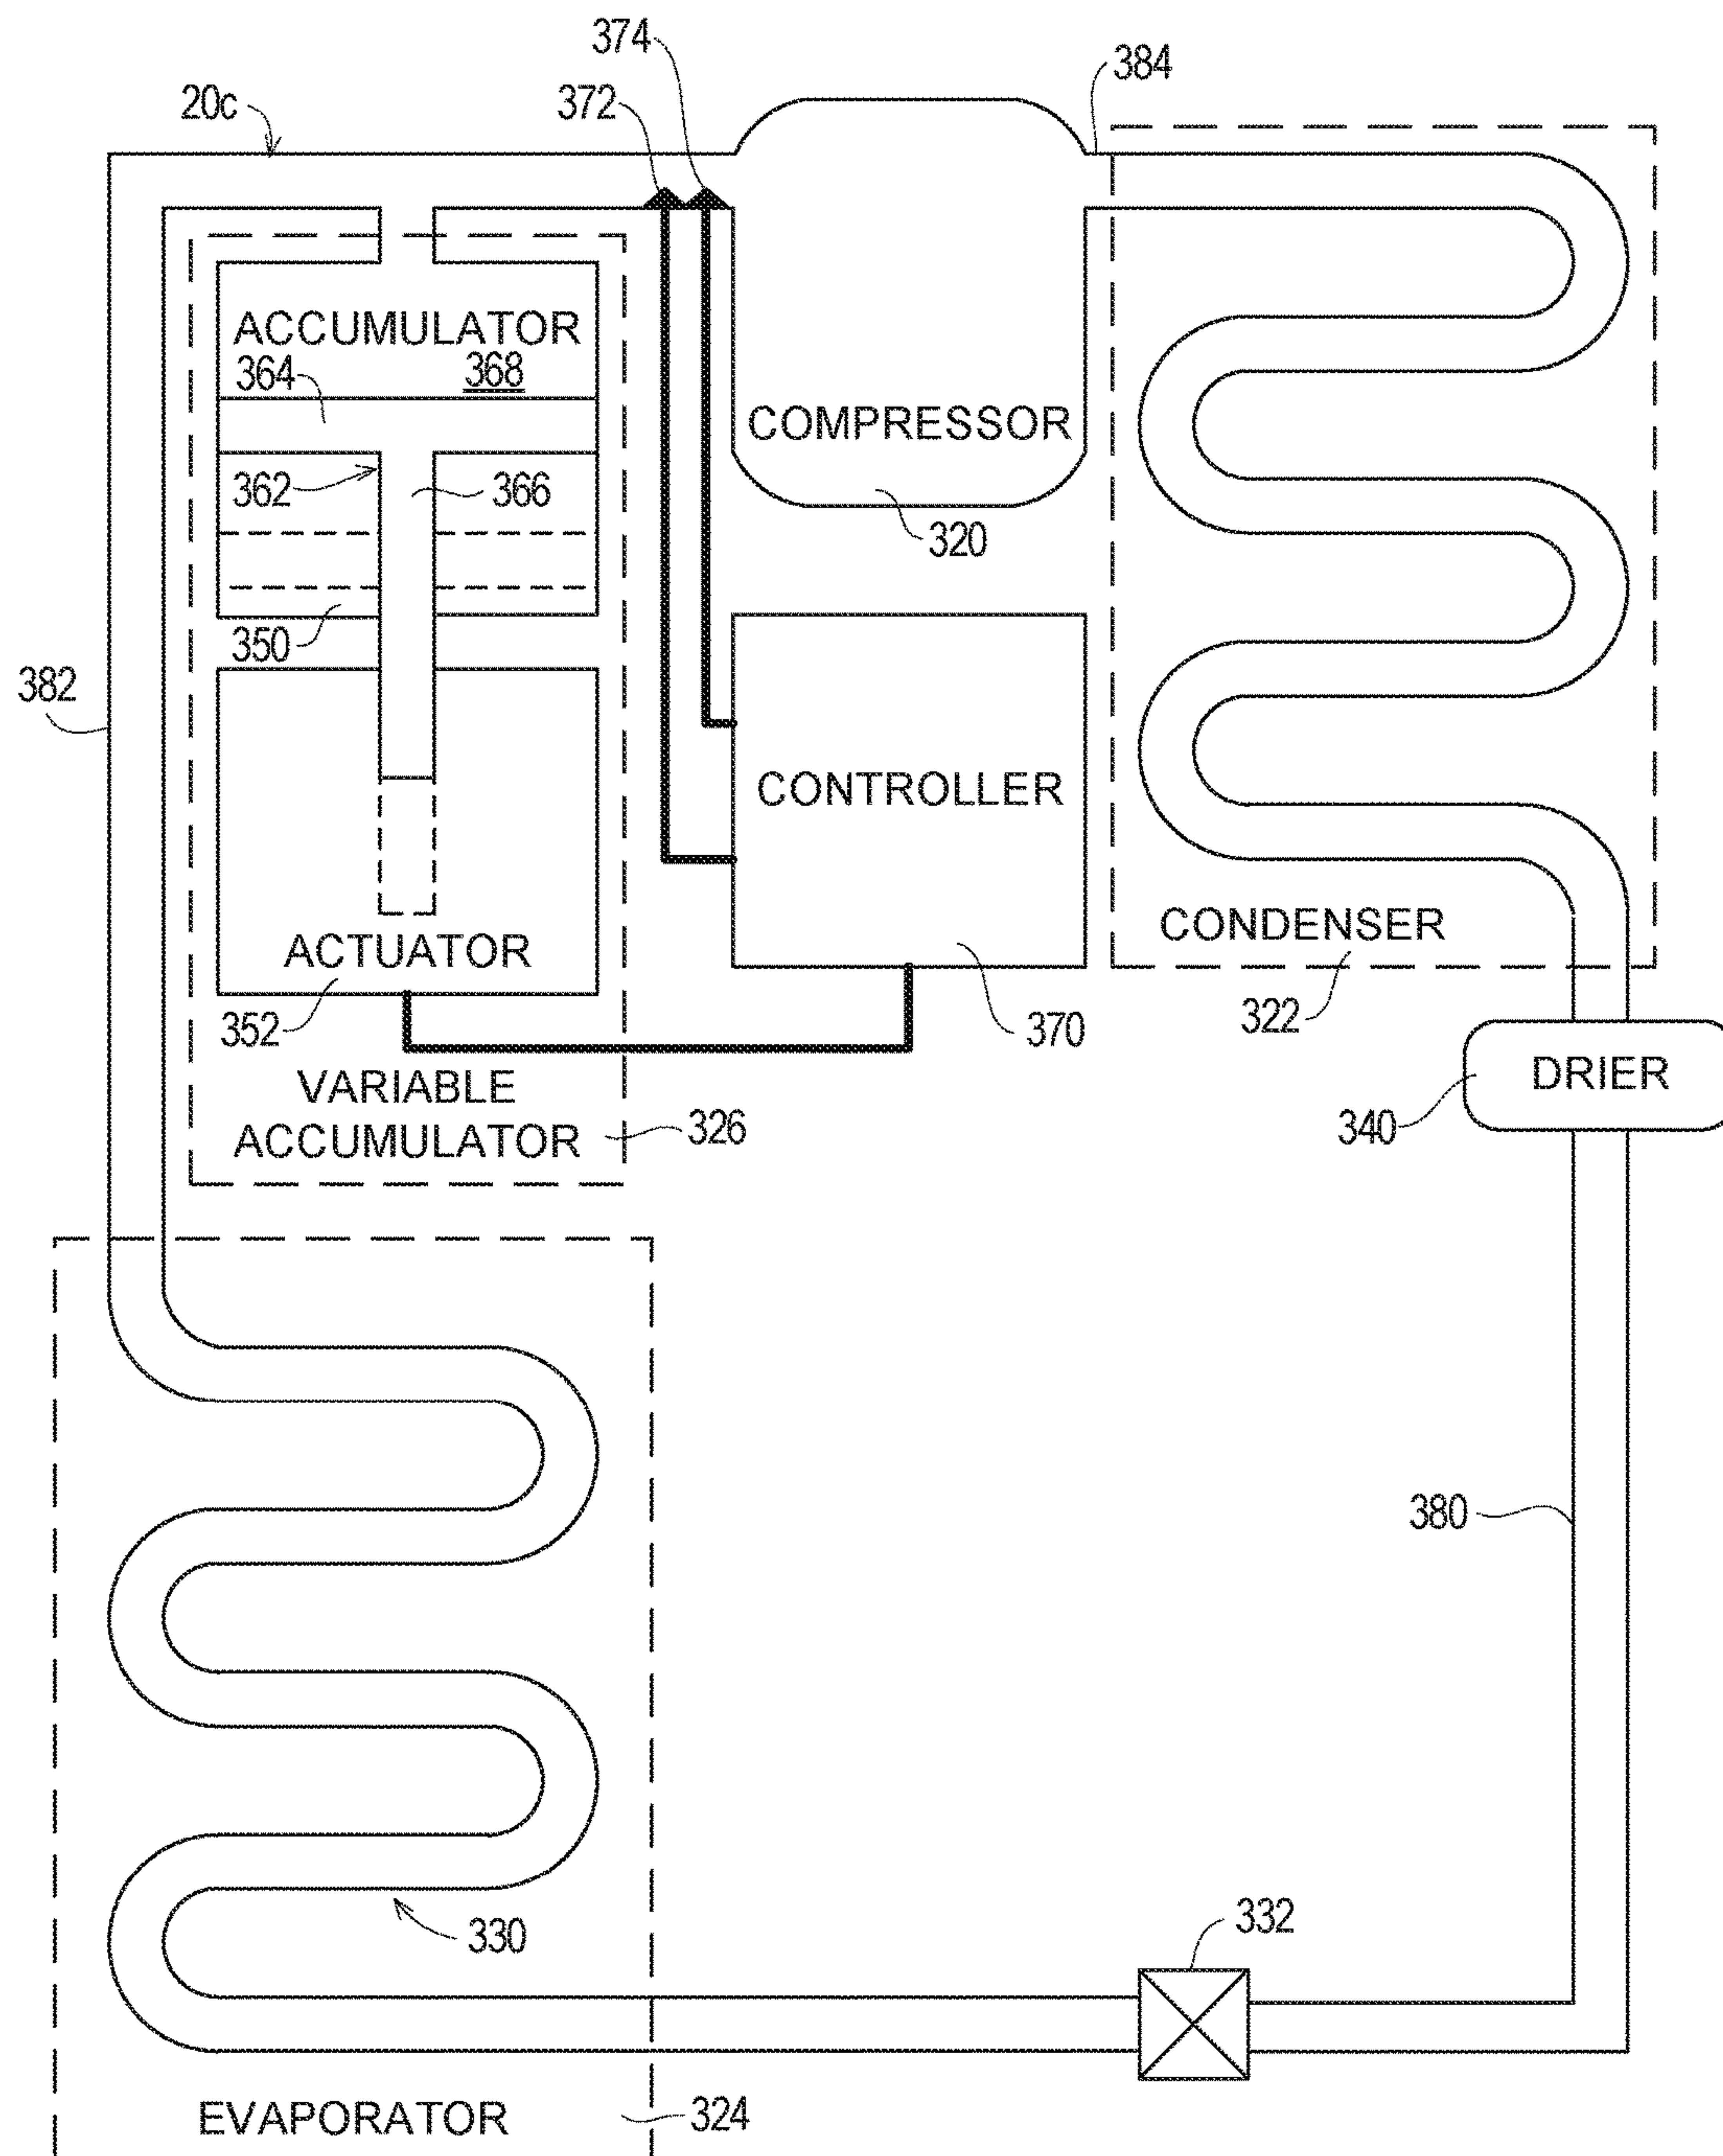 374
384
20c
372
ACCUMULATOR
364
368
COMPRESSOR
362
366
320
350
382
CONTROLLER
CONDENSER
ACTUATOR
352
370
322
DRIER
VARIABLE
ACCUMULATOR
326
340
380
332
330
EVAPORATOR
324